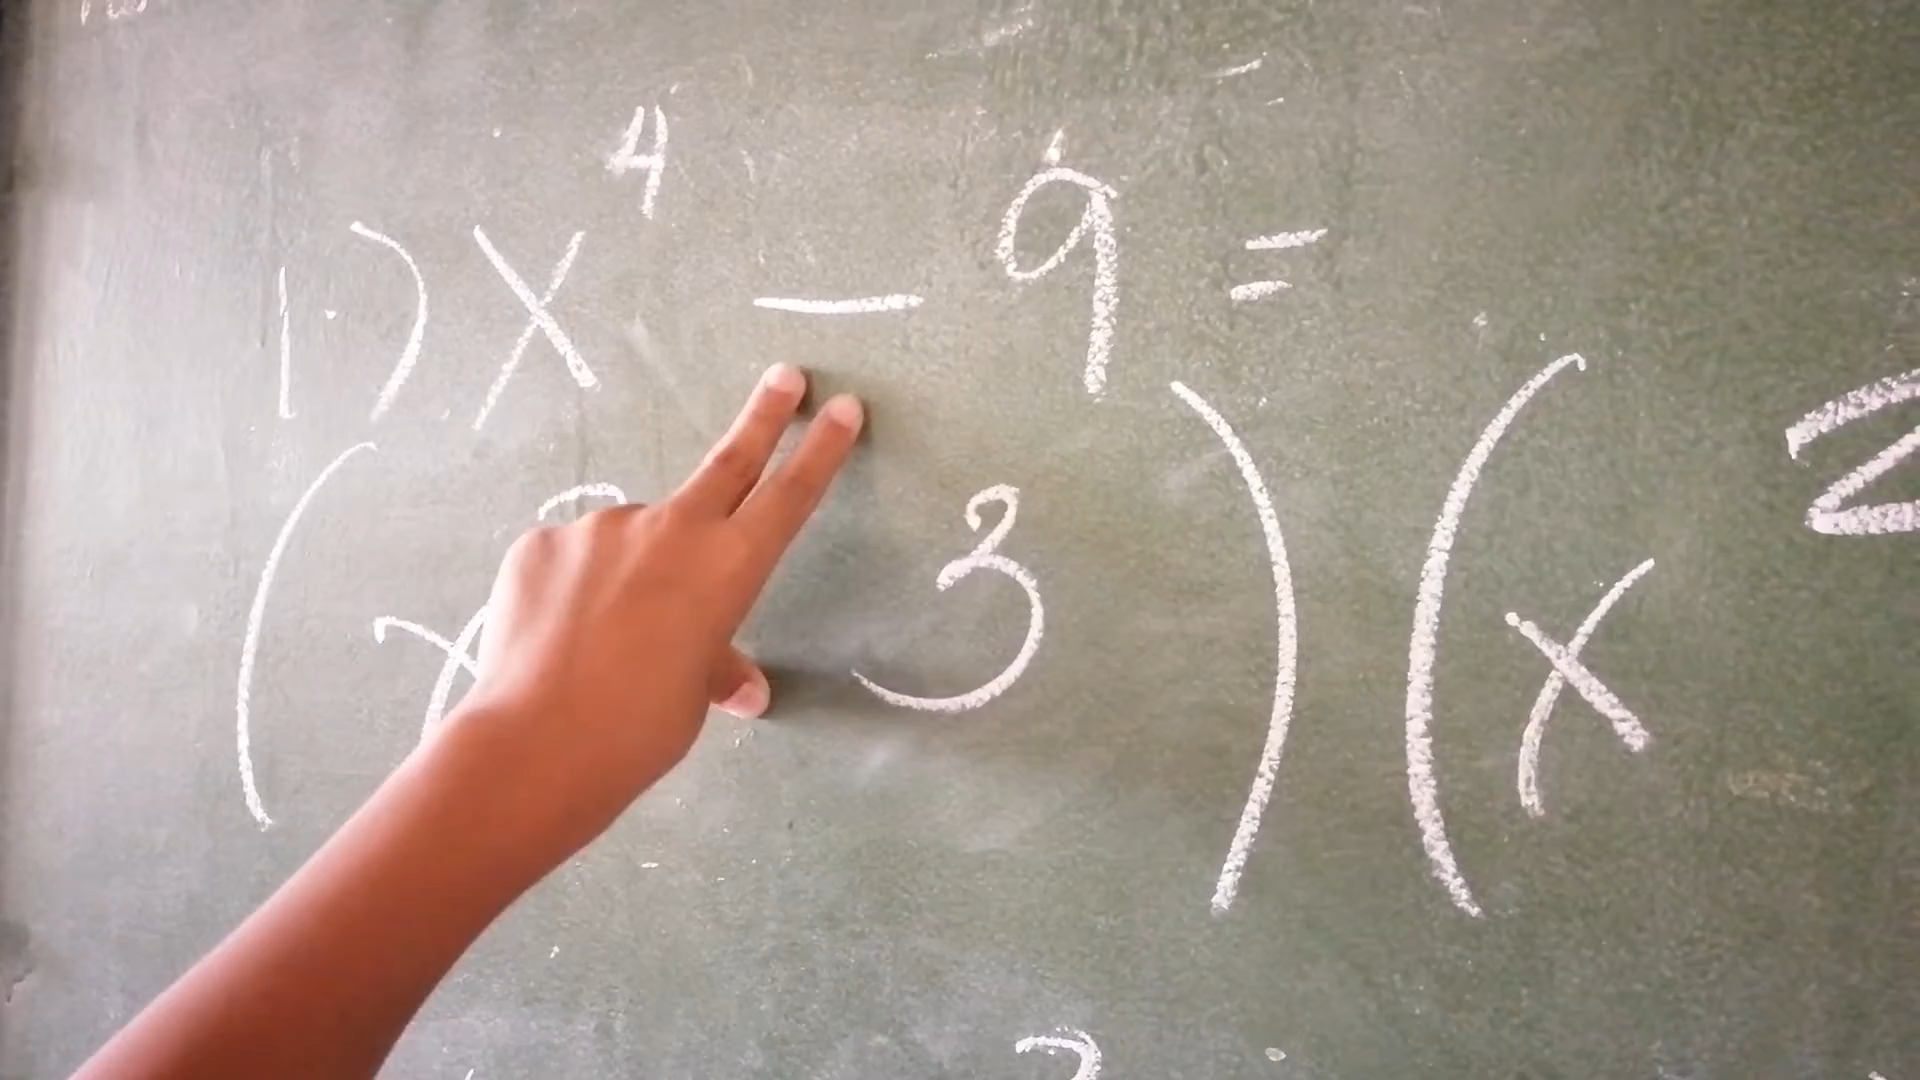 1.) x⁴ - 9 =
(x² 3) (x²